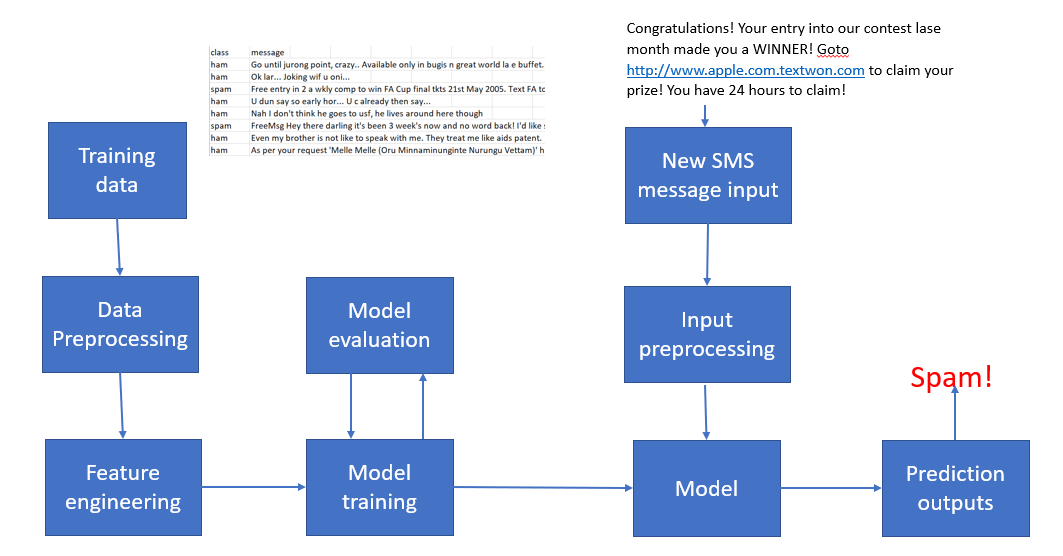 Congratulations! Your entry into our contest lase
month made you a WINNER! Goto
http://www.apple.com.textwon.com to claim your
prize! You have 24 hours to claim!
class message
ham Go until jurong point, crazy.. Available only in bugis n great world la e buffet.
ham Ok lar... Joking wif u oni...
spam Free entry in 2 a wkly comp to win FA Cup final tkts 21st May 2005. Text FA to
ham U dun say so early hor... U c already then say...
ham Nah I don't think he goes to usf, he lives around here though
spam FreeMsg Hey there darling it's been 3 week's now and no word back! I'd like s
ham Even my brother is not like to speak with me. They treat me like aids patent.
ham As per your request 'Melle Melle (Oru Minnaminunginte Nurungu Vettam)' h
Training
data
New SMS
message input
Data
Preprocessing
Model
evaluation
Input
preprocessing
Spam!
Feature
engineering
Model
training
Model
Prediction
outputs